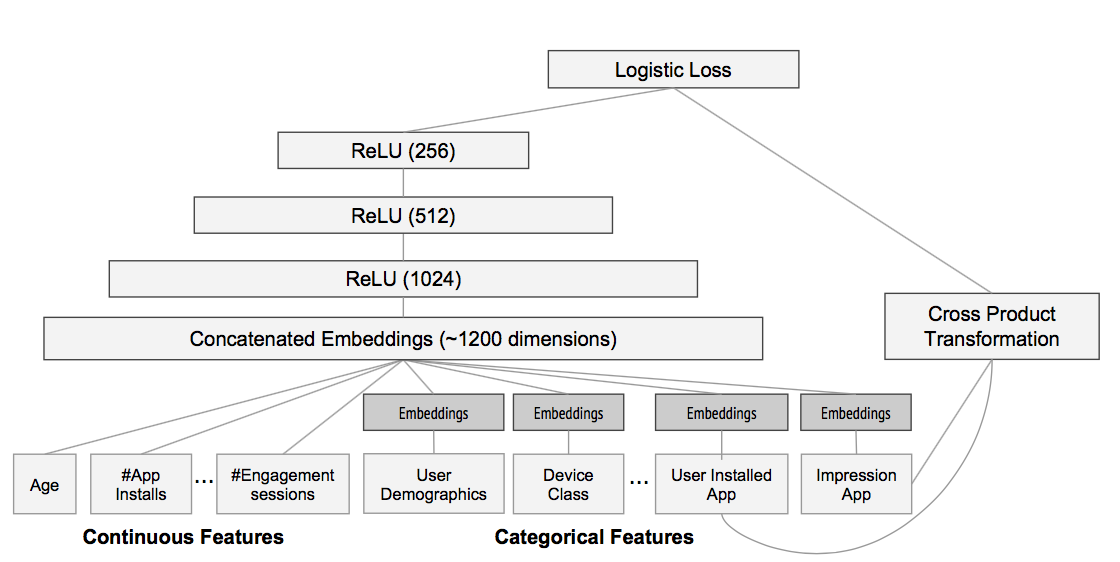 Logistic Loss
ReLU (256)
ReLU (512)
ReLU (1024)
Cross Product
Transformation
Concatenated Embeddings (~1200 dimensions)
Embeddings
Embeddings
Embeddings
Embeddings
Age
#App
Installs
...
#Engagement
sessions
User
Demographics
Device
Class
...
User Installed
App
Impression
App
Continuous Features
Categorical Features